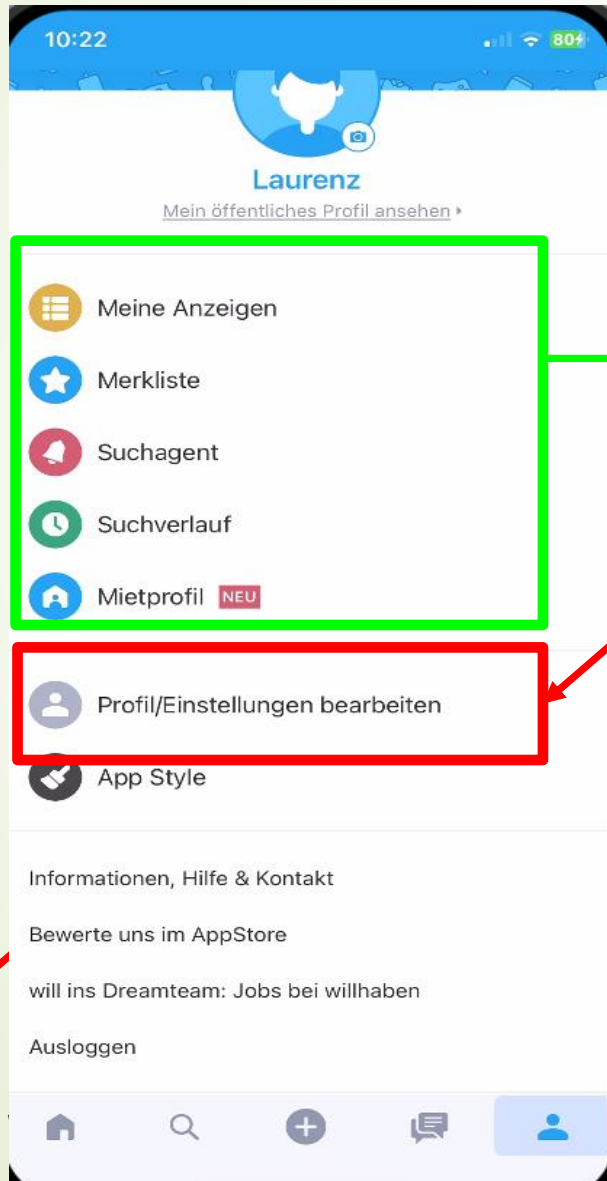 10:22
80
Laurenz
Mein öffentliches Profil ansehen
Meine Anzeigen
Merkliste
Suchagent
Suchverlauf
Mietprofil NEU
Profil/Einstellungen bearbeiten
App Style
Informationen, Hilfe & Kontakt
Bewerte uns im AppStore
will ins Dreamteam: Jobs bei willhaben
Ausloggen